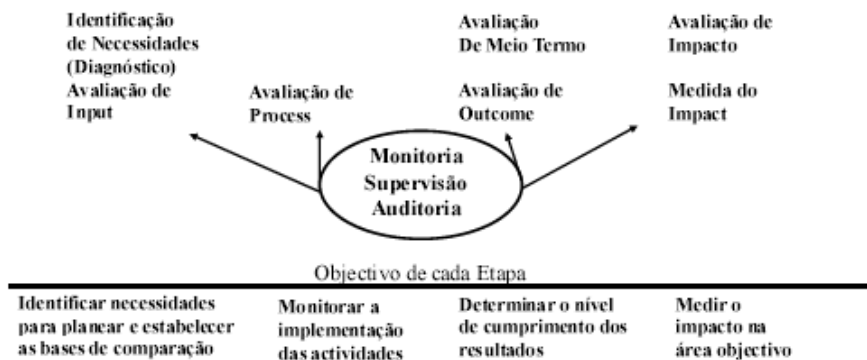 Identificação
de Necessidades
(Diagnóstico)
Avaliação de
Input
Avaliação de
Process
Avaliação
De Meio Termo
Avaliação de
Outcome
Avaliação de
Impacto
Medida do
Impact
Monitoria
Supervisão
Auditoria
Objectivo de cada Etapa
Identificar necessidades
para planear e estabelecer
as bases de comparação
Monitorar a
implementação
das actividades
Determinar o nível
de cumprimento dos
resultados
Medir o
impacto na
área objectivo